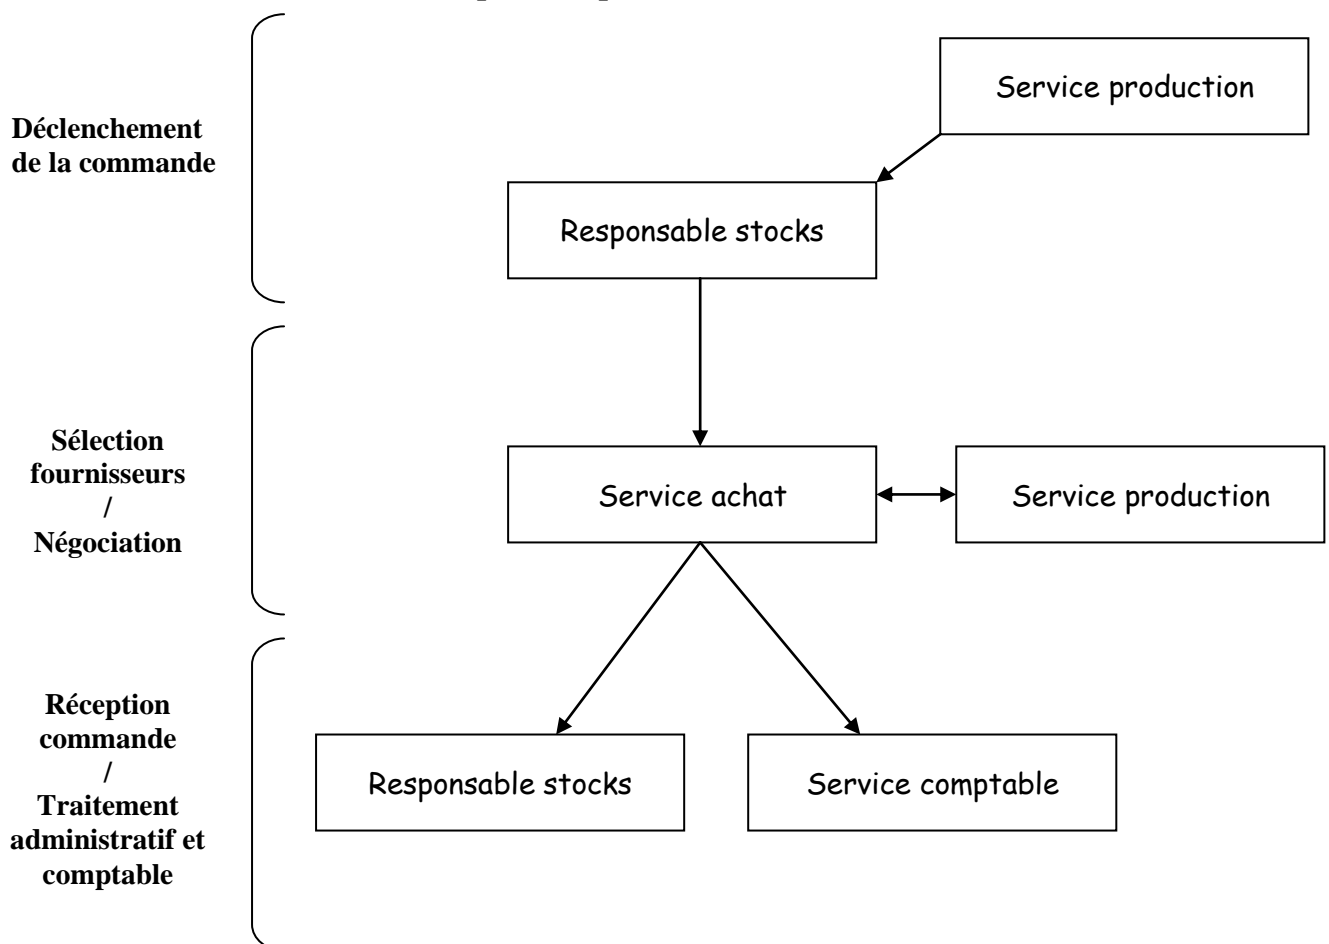 Service production
Déclenchement
de la commande
Responsable stocks
Sélection
fournisseurs
/
Négociation
Service achat
Service production
Réception
commande
/
Traitement
administratif et
comptable
Responsable stocks
Service comptable